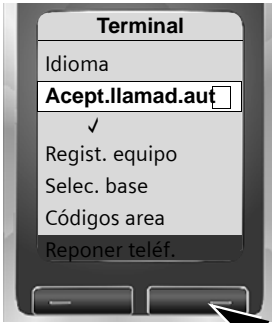 Terminal
Idioma
Acept.llamad.aut
✓
Regist. equipo
Selec. base
Códigos area
Reponer teléf.